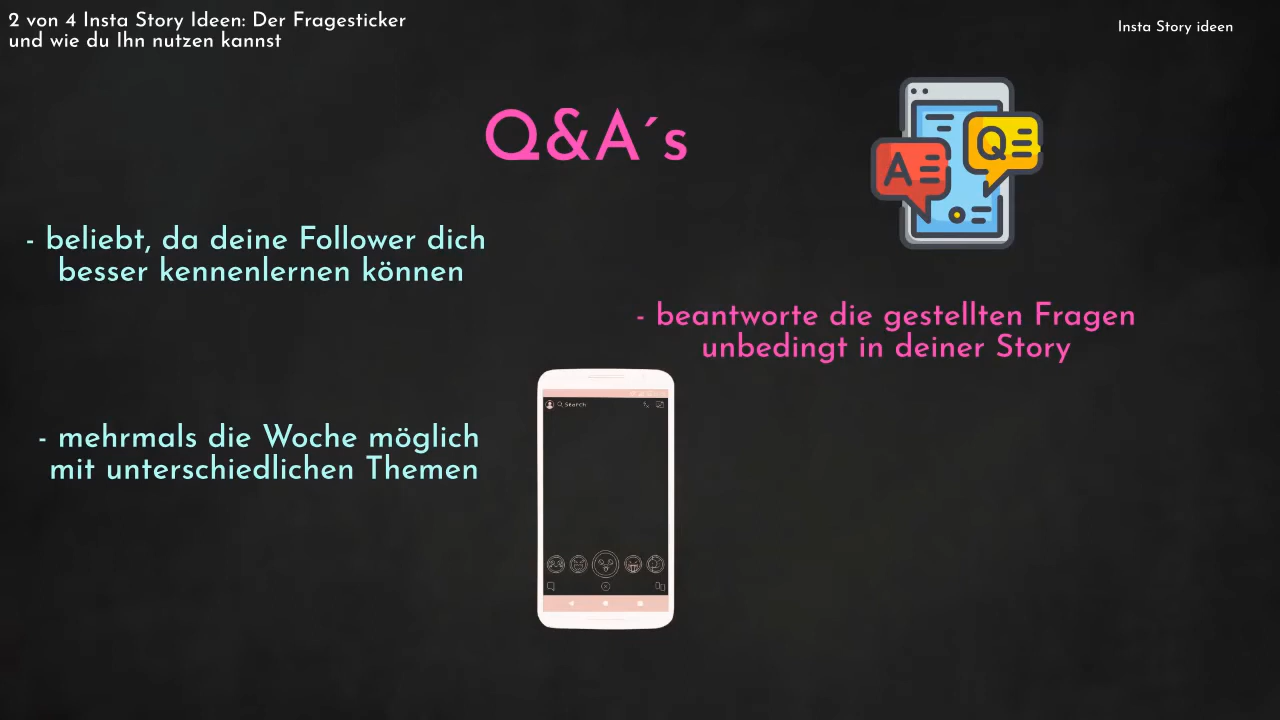 2 von 4 Insta Story Ideen: Der Fragesticker
und wie du Ihn nutzen kannst
Insta Story ideen
Q&A´s
A
Q
- beliebt, da deine Follower dich
besser kennenlernen können
- beantworte die gestellten Fragen
unbedingt in deiner Story
Search
- mehrmals die Woche möglich
mit unterschiedlichen Themen